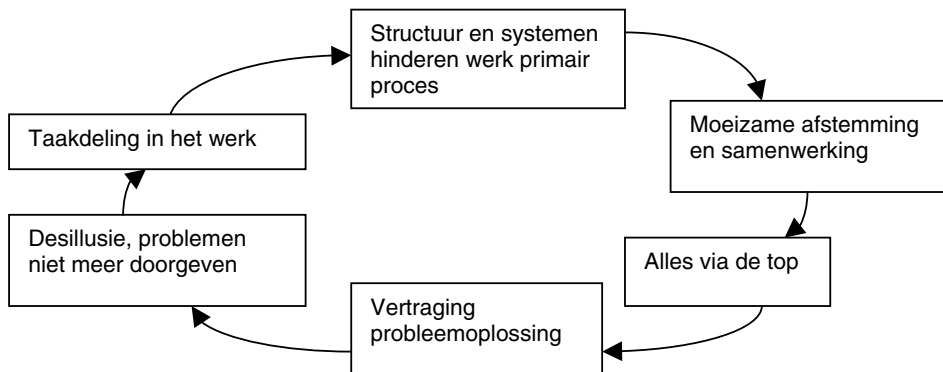 Structuur en systemen
hinderen werk primair
proces
Moeizame afstemming
en samenwerking
Alles via de top
Vertraging
probleemoplossing
Desillusie, problemen
niet meer doorgeven
Taakdeling in het werk